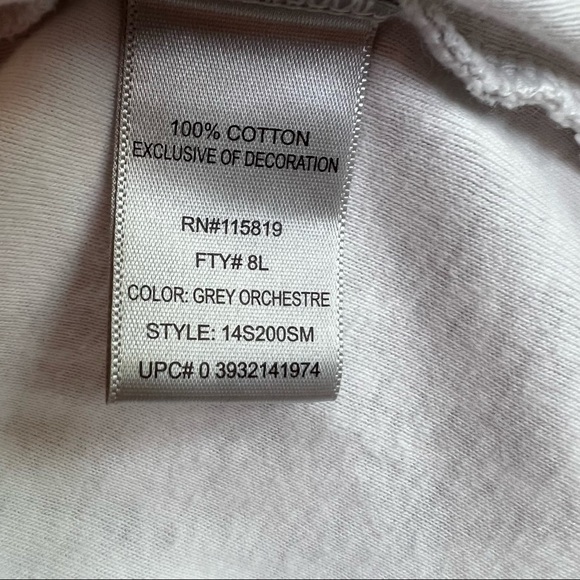 100% COTTON
EXCLUSIVE OF DECORATION
RN#115819
FTY# 8L
COLOR: GREY ORCHESTRE
STYLE: 14S200SM
UPC# 0 3932141974